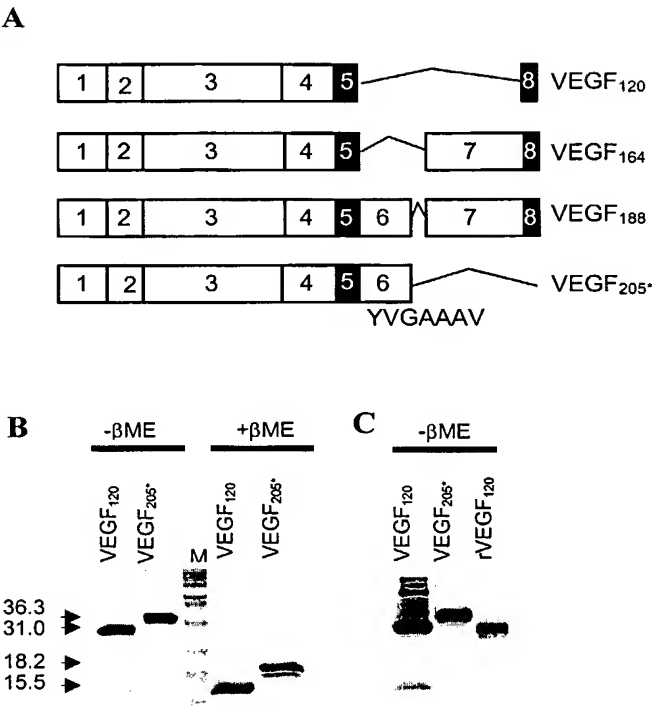 A
1 2 3 4 5 8 VEGF120
1 2 3 4 5 7 8 VEGF164
1 2 3 4 5 6 7 8 VEGF188
1 2 3 4 5 6 VEGF205*
YVGAAAV
B
-βME +βME
VEGF120 VEGF205* M VEGF120 VEGF205*
36.3
31.0
18.2
15.5
C
-βME
VEGF120 VEGF205* rVEGF120